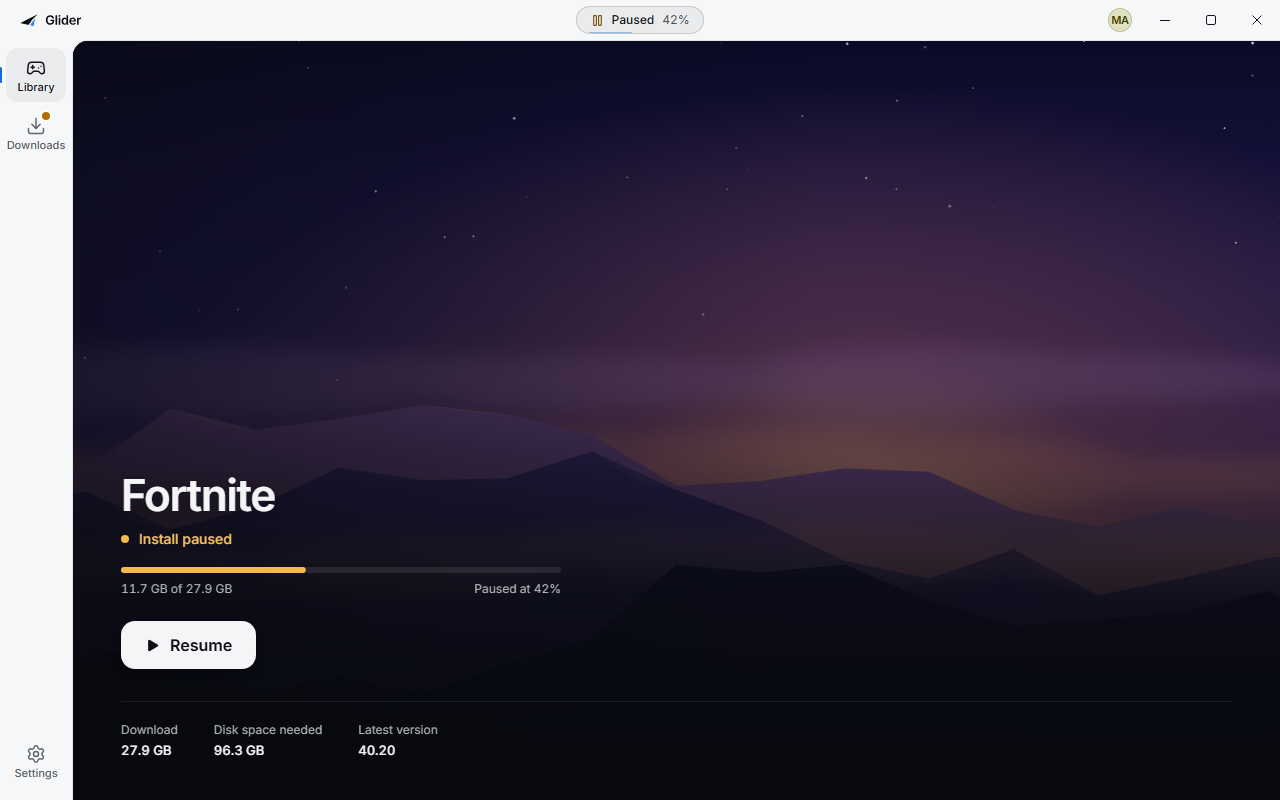 Glider
Paused 42%
MA
Library
Downloads
Fortnite
Install paused
11.7 GB of 27.9 GB
Paused at 42%
Resume
Download
27.9 GB
Disk space needed
96.3 GB
Latest version
40.20
Settings